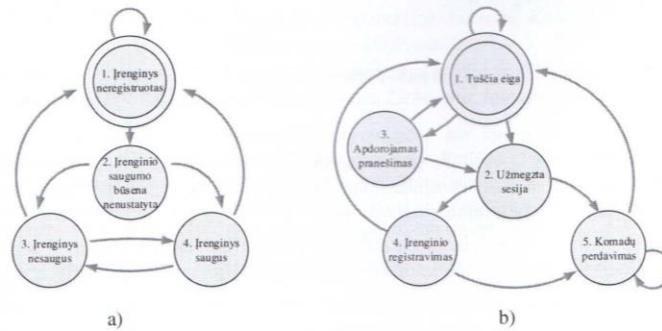 1. Įrenginys
neregistruotas
2. Įrenginio
saugumo
būsena
nenustatyta
3. Įrenginys
nesaugus
4. Įrenginys
saugus
a)
1. Tuščia eiga
3.
Apdorojamas
pranešimas
2. Užmegzta
sesija
4. Įrenginio
registravimas
5. Komadų
perdavimas
b)